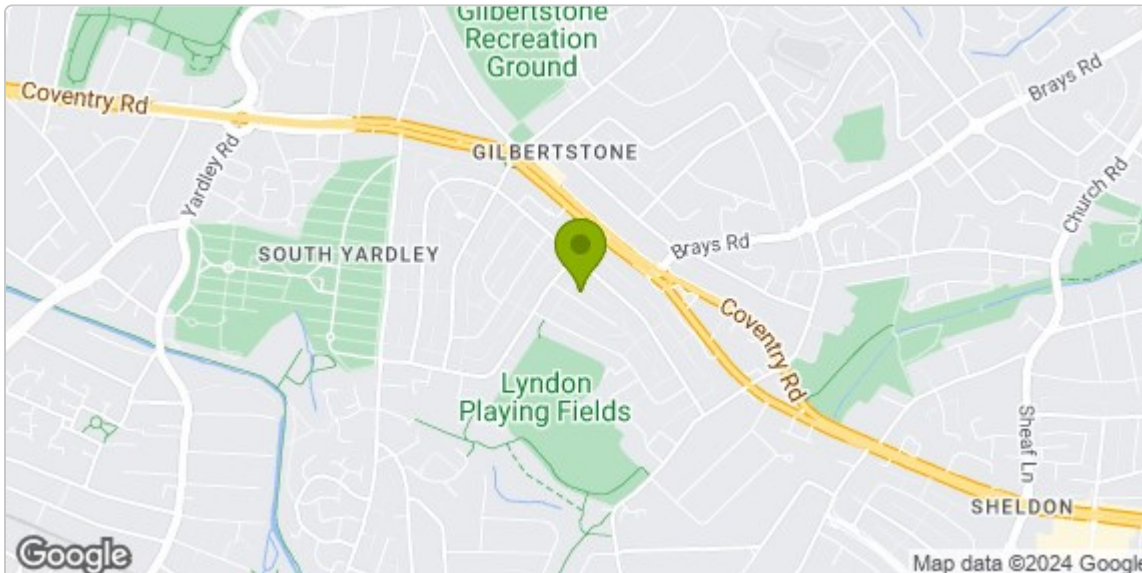 Gilbertstone
Recreation
Ground
Coventry Rd
Brays Rd
GILBERTSTONE
Yardley Rd
Church Rd
SOUTH YARDLEY
Brays Rd
Coventry Rd
Lyndon
Playing Fields
Sheaf Ln
SHELDON
Google
Map data ©2024 Google